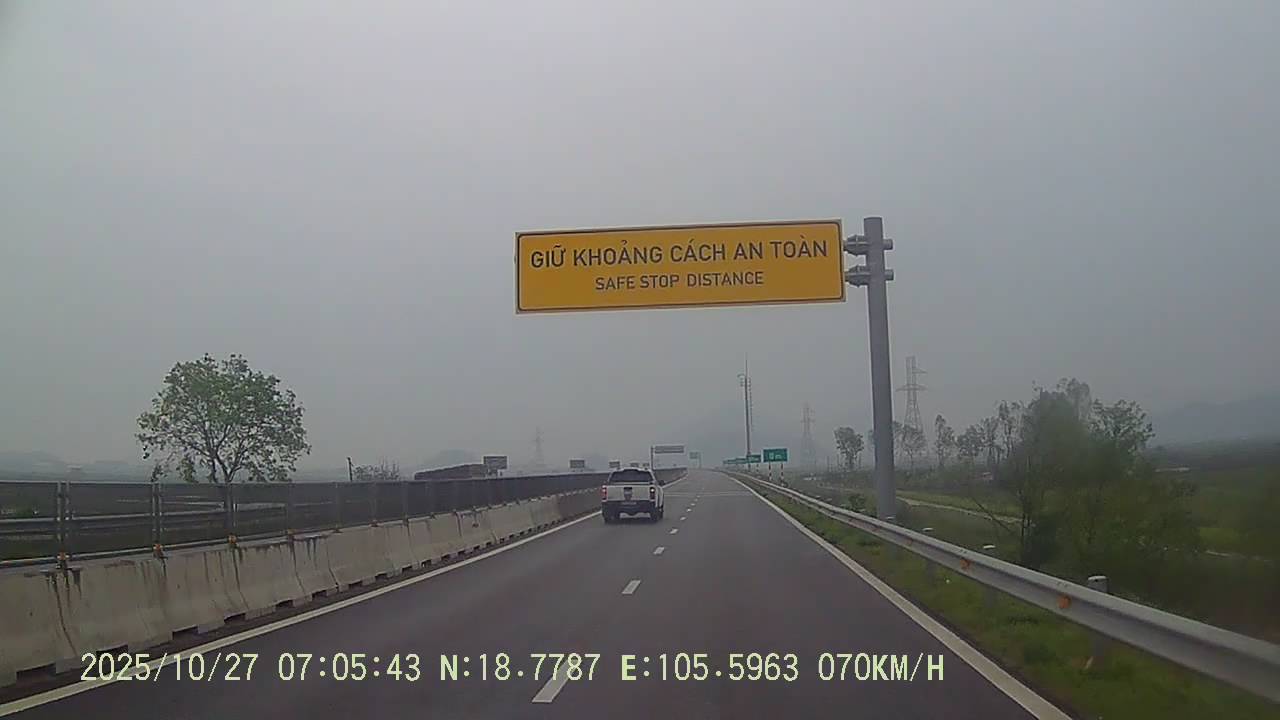 GIỮ KHOẢNG CÁCH AN TOÀN
SAFE STOP DISTANCE
0 m
2025/10/27 07:05:43 N:18.7787 E:105.5963 070KM/H